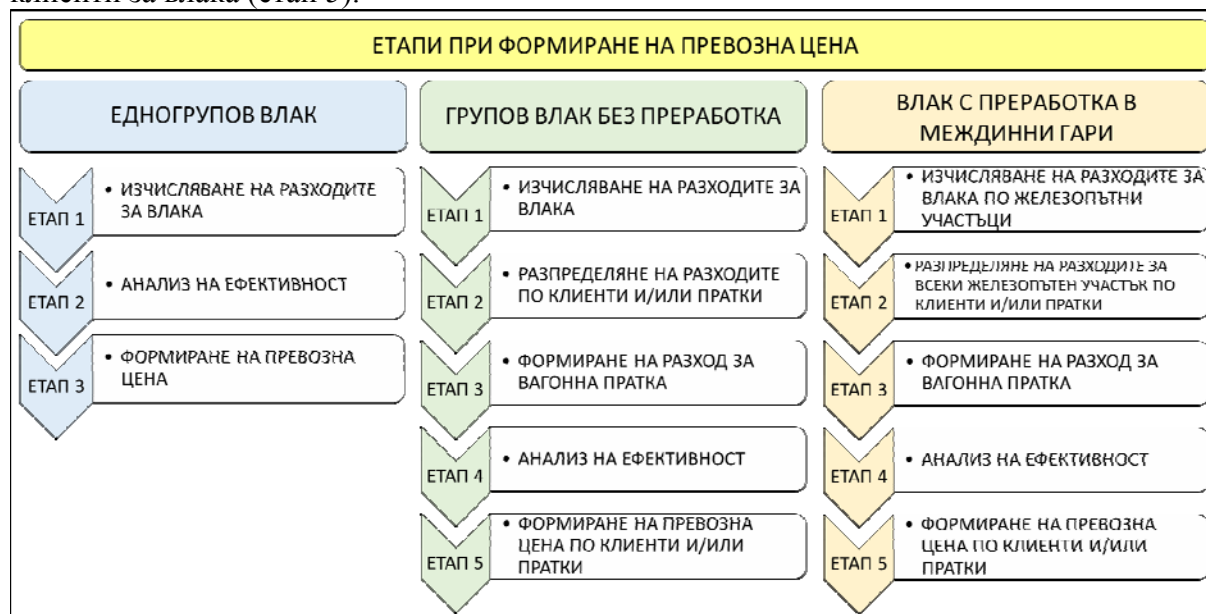 клиенти за влака (етап 5).
ЕТАПИ ПРИ ФОРМИРАНЕ НА ПРЕВОЗНА ЦЕНА
ЕДНОГРУПОВ ВЛАК
ЕТАП 1
• ИЗЧИСЛЯВАНЕ НА РАЗХОДИТЕ
ЗА ВЛАКА
ЕТАП 2
• АНАЛИЗ НА ЕФЕКТИВНОСТ
ЕТАП 3
• ФОРМИРАНЕ НА ПРЕВОЗНА
ЦЕНА
ГРУПОВ ВЛАК БЕЗ ПРЕРАБОТКА
ЕТАП 1
• ИЗЧИСЛЯВАНЕ НА РАЗХОДИТЕ ЗА
ВЛАКА
ЕТАП 2
• РАЗПРЕДЕЛЯНЕ НА РАЗХОДИТЕ
ПО КЛИЕНТИ И/ИЛИ ПРАТКИ
ЕТАП 3
• ФОРМИРАНЕ НА РАЗХОД ЗА
ВАГОННА ПРАТКА
ЕТАП 4
• АНАЛИЗ НА ЕФЕКТИВНОСТ
ЕТАП 5
• ФОРМИРАНЕ НА ПРЕВОЗНА
ЦЕНА ПО КЛИЕНТИ И/ИЛИ
ПРАТКИ
ВЛАК С ПРЕРАБОТКА В
МЕЖДИННИ ГАРИ
ЕТАП 1
• ИЗЧИСЛЯВАНЕ НА РАЗХОДИТЕ ЗА
ВЛАКА ПО ЖЕЛЕЗОПЪТНИ
УЧАСТЪЦИ
ЕТАП 2
• РАЗПРЕДЕЛЯНЕ НА РАЗХОДИТЕ ЗА
ВСЕКИ ЖЕЛЕЗОПЪТЕН УЧАСТЪК ПО
КЛИЕНТИ И/ИЛИ ПРАТКИ
ЕТАП 3
• ФОРМИРАНЕ НА РАЗХОД ЗА
ВАГОННА ПРАТКА
ЕТАП 4
• АНАЛИЗ НА ЕФЕКТИВНОСТ
ЕТАП 5
• ФОРМИРАНЕ НА ПРЕВОЗНА
ЦЕНА ПО КЛИЕНТИ И/ИЛИ
ПРАТКИ